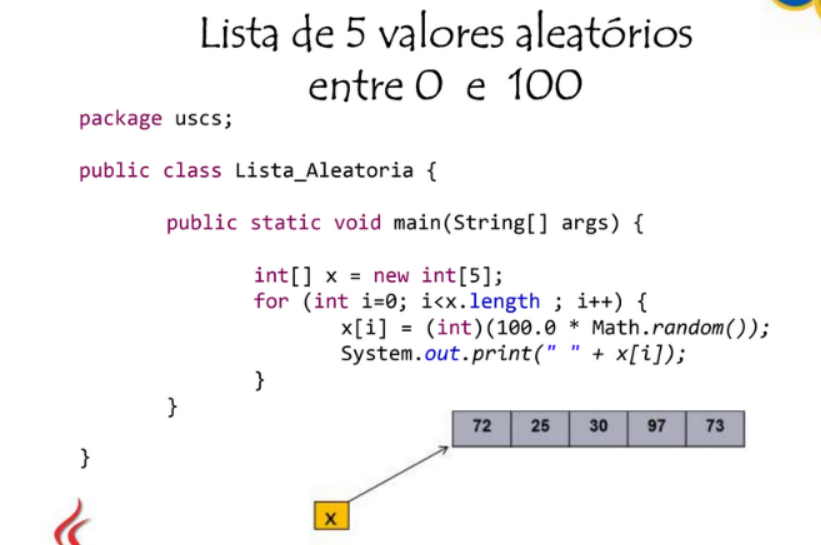 Lista de 5 valores aleatórios
entre 0 e 100
package uscs;
public class Lista_Aleatoria {
public static void main(String[] args) {
int[] x = new int[5];
for (int i=0; i<x.length ; i++) {
x[i] = (int)(100.0 * Math.random());
System.out.print(" " + x[i]);
}
}
72 25 30 97 73
}
x